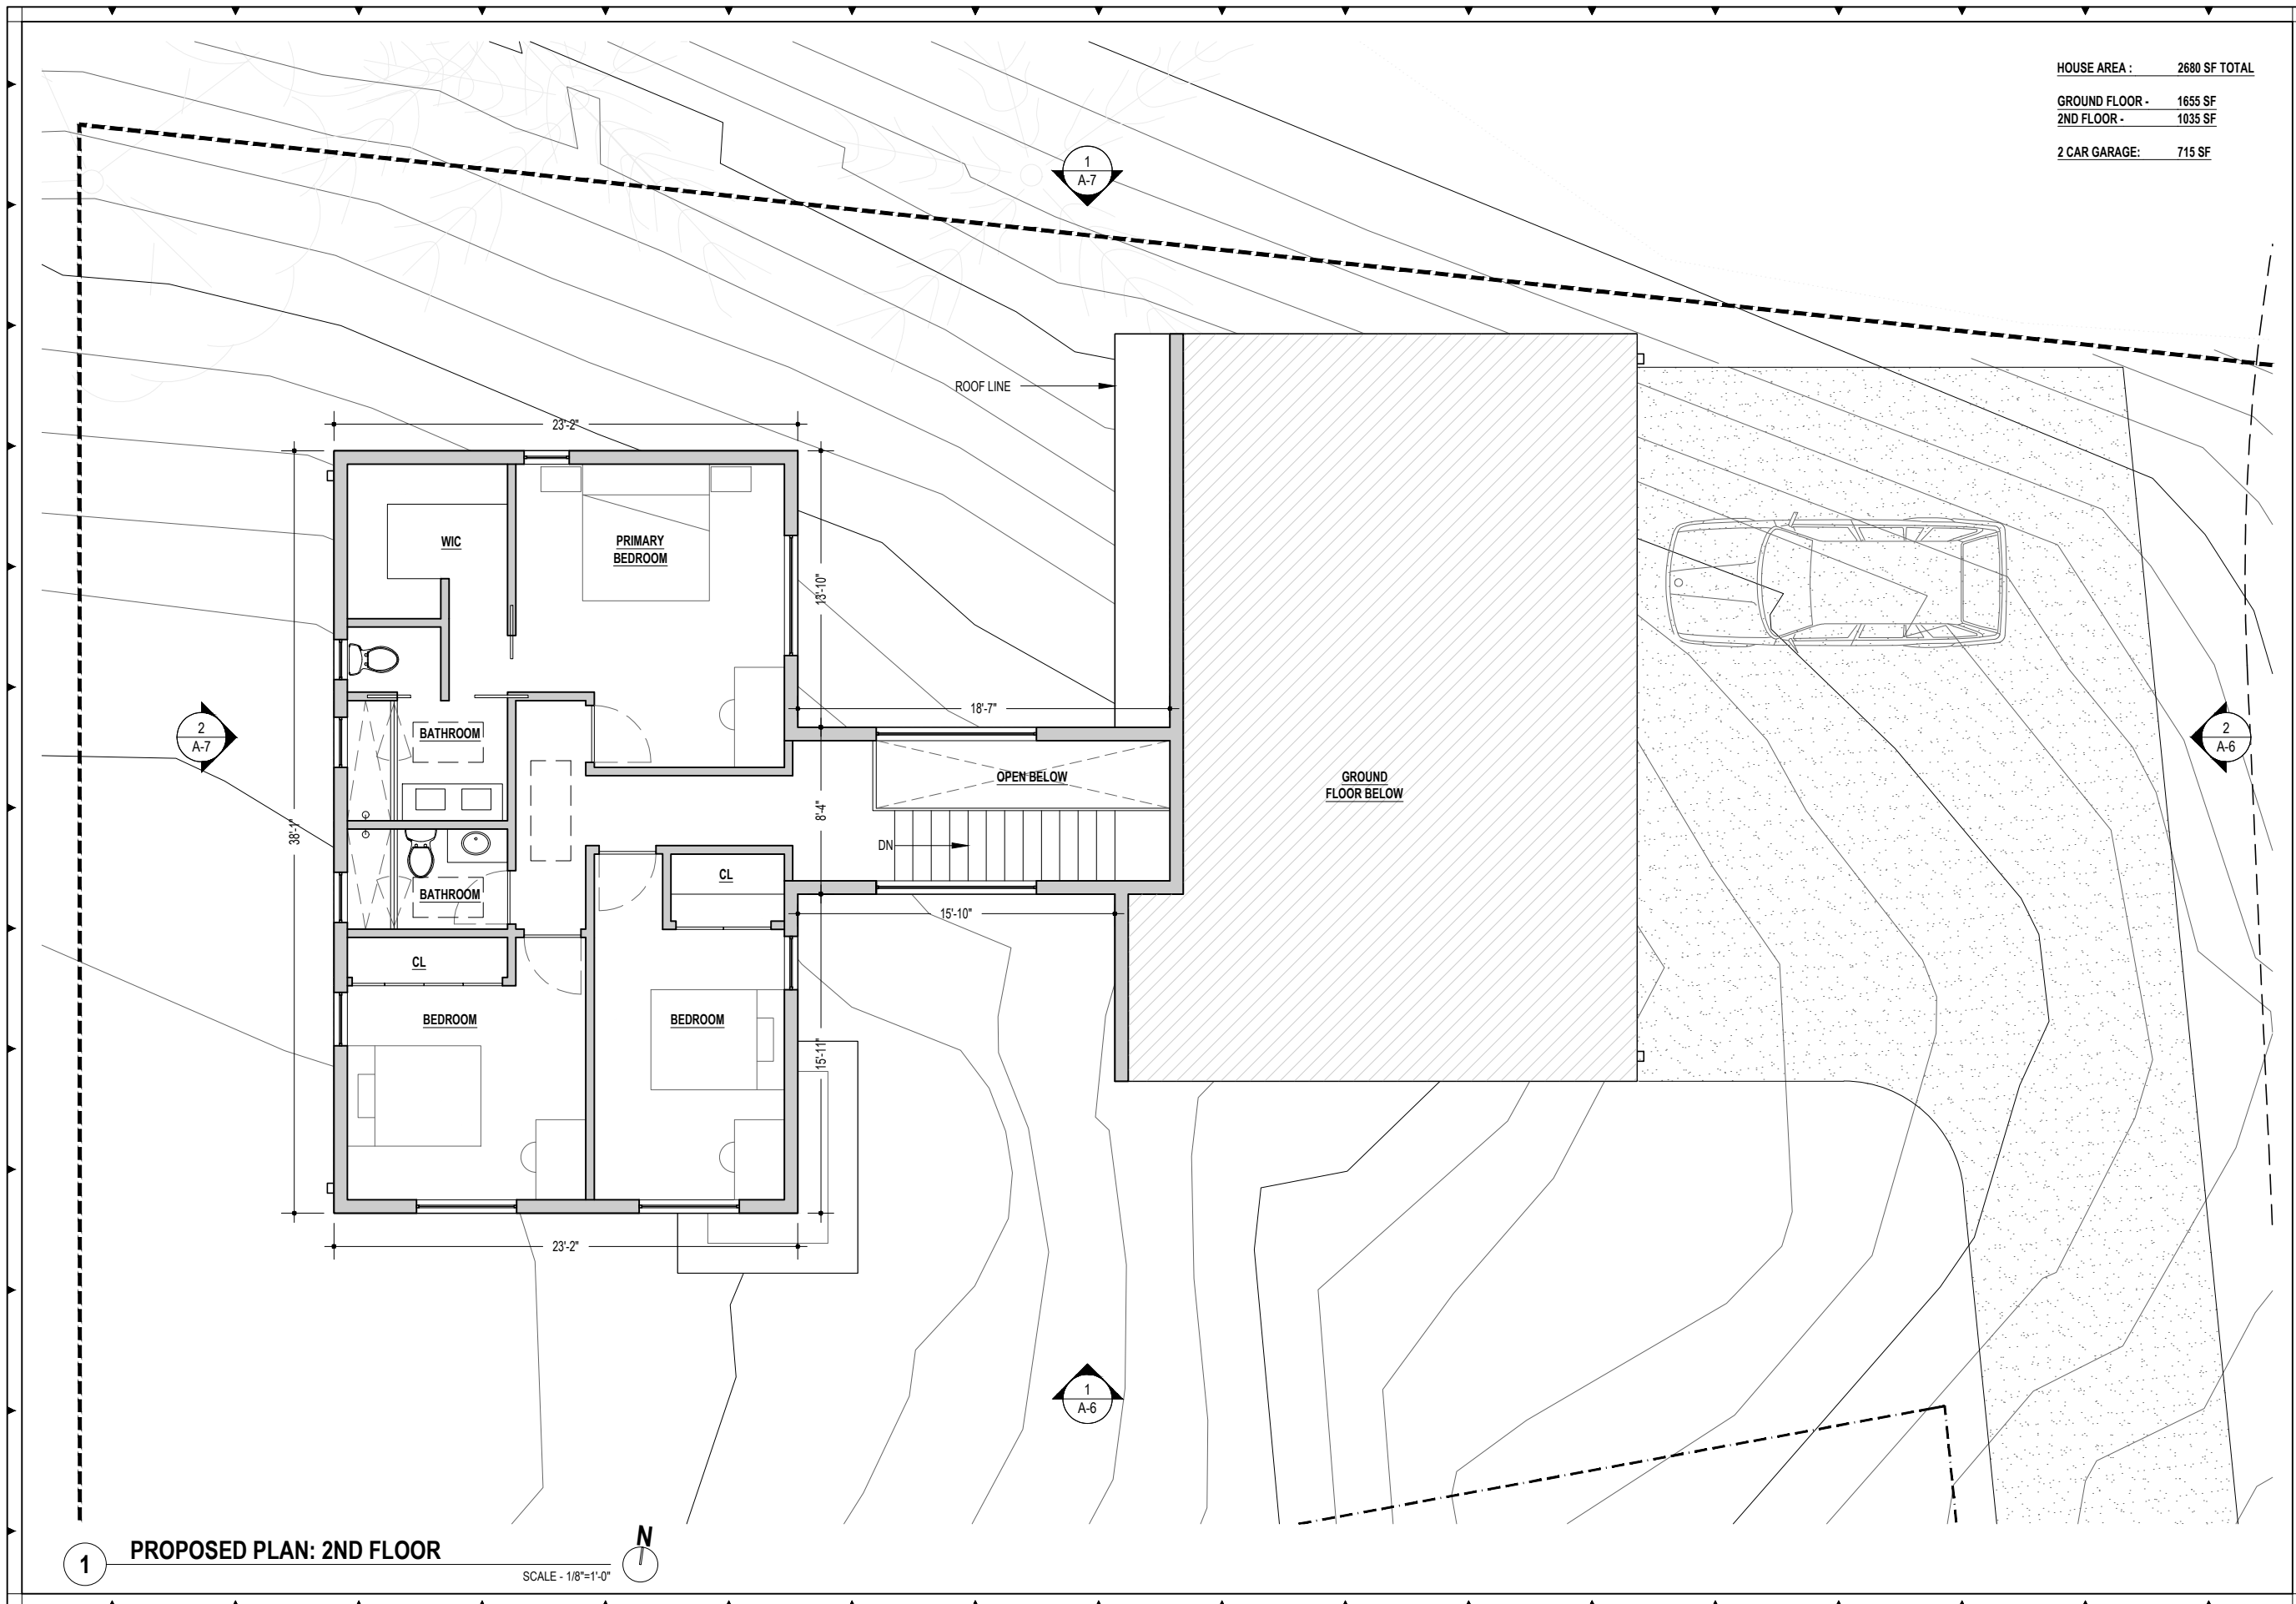 HOUSE AREA : 2680 SF TOTAL
GROUND FLOOR - 1655 SF
2ND FLOOR - 1035 SF
2 CAR GARAGE: 715 SF
1
A-7
ROOF LINE
23'-2"
WIC
PRIMARY
BEDROOM
13'-10"
18'-7"
2
A-7
BATHROOM
2
A-6
OPEN BELOW
GROUND
FLOOR BELOW
38'-1"
8'-4"
DN
CL
BATHROOM
15'-10"
CL
BEDROOM
BEDROOM
15'-11"
23'-2"
1
A-6
N
1 PROPOSED PLAN: 2ND FLOOR
SCALE - 1/8"=1'-0"